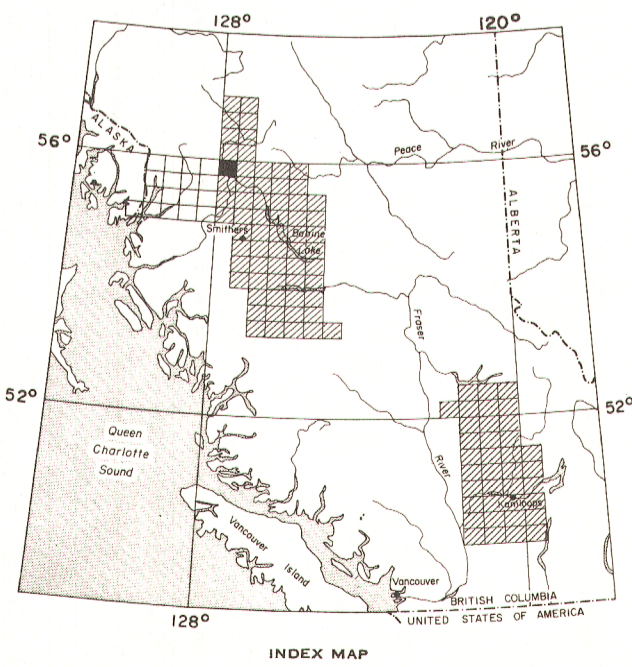 128°
120°
ALASKA
56°
Peace
River
56°
ALBERTA
Smithers
Babine
Lake
Fraser
52°
52°
Queen
Charlotte
Sound
River
Kamloops
Vancouver
Island
Vancouver
BRITISH COLUMBIA
UNITED STATES OF AMERICA
128°
INDEX MAP